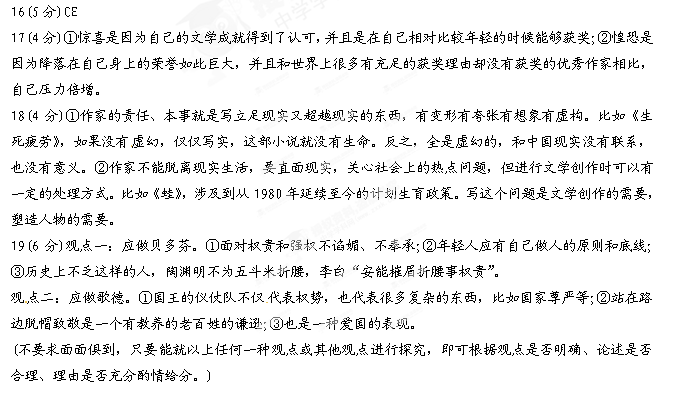 16(5分)CE
17(4分)①惊喜是因为自己的文学成就得到了认可,并且是在自己相对比较年轻的时候能够获奖;②惶恐是
因为降落在自己身上的荣誉如此巨大,并且和世界上很多有充足的获奖理由却没有获奖的优秀作家相比,
自己压力倍增。
18(4分)①作家的责任、本事就是写立足现实又超越现实的东西,有变形有夸张有想象有虚构。比如《生
死疲劳》,如果没有虚幻,仅仅写实,这部小说就没有生命。反之,全是虚幻的,和中国现实没有联系,
也没有意义。②作家不能脱离现实生活,要直面现实,关心社会上的热点问题,但进行文学创作时可以有
一定的处理方式。比如《蛙》,涉及到从1980年延续至今的计划生育政策。写这个问题是文学创作的需要,
塑造人物的需要。
19(6分)观点一:应做贝多芬。①面对权贵和强权不谄媚、不奉承;②年轻人应有自己做人的原则和底线;
③历史上不乏这样的人,陶渊明不为五斗米折腰,李白“安能摧眉折腰事权贵”。
观点二:应做歌德。①国王的仪仗队不仅代表权势,也代表很多复杂的东西,比如国家尊严等;②站在路
边脱帽致敬是一个有教养的老百姓的谦逊;③也是一种爱国的表现。
(不要求面面俱到,只要能就以上任何一种观点或其他观点进行探究,即可根据观点是否明确、论述是否
合理、理由是否充分酌情给分。)